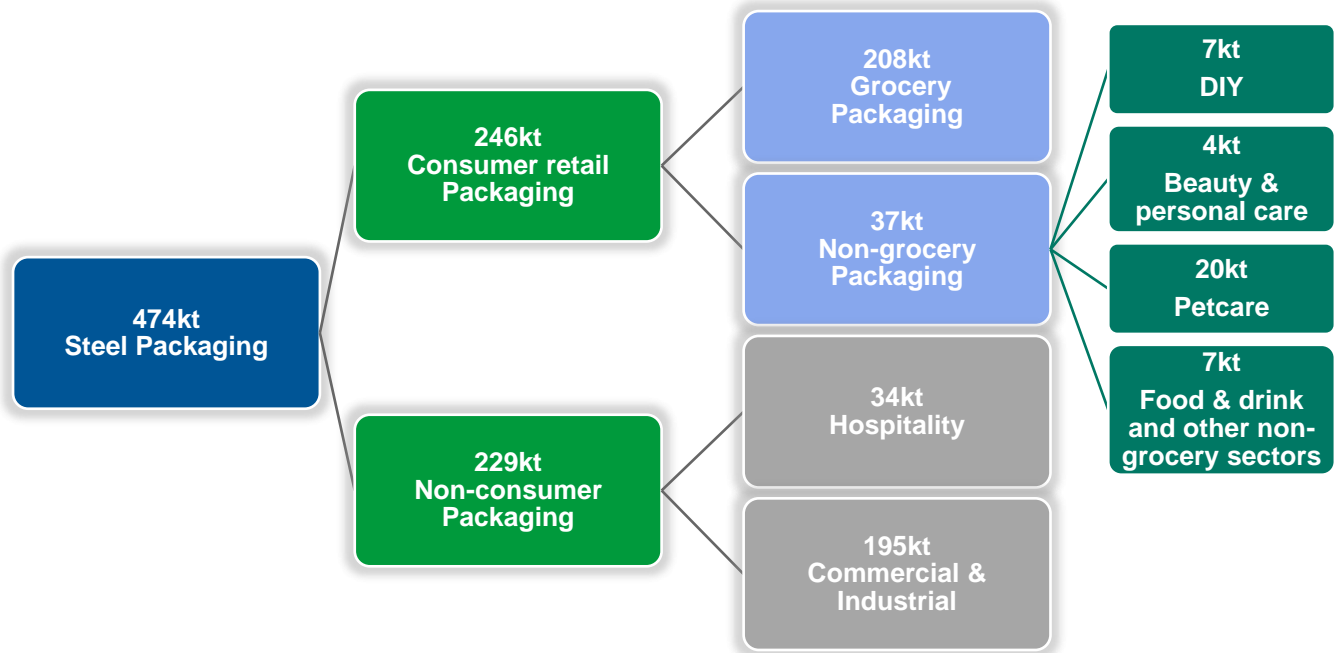 474kt
Steel Packaging
246kt
Consumer retail
Packaging
229kt
Non-consumer
Packaging
208kt
Grocery
Packaging
37kt
Non-grocery
Packaging
34kt
Hospitality
195kt
Commercial &
Industrial
7kt
DIY
4kt
Beauty &
personal care
20kt
Petcare
7kt
Food & drink
and other non-
grocery sectors